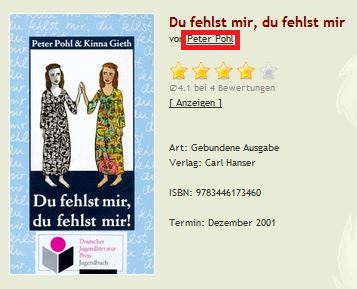 Peter Pohl & Kinna Gieth
Du fehlst mir,
du fehlst mir!
Deutscher
Jugendliteratur
Preis
Jugendbuch
Du fehlst mir, du fehlst mir
von Peter Pohl
Ø4.1 bei 4 Bewertungen
[ Anzeigen ]
Art: Gebundene Ausgabe
Verlag: Carl Hanser
ISBN: 9783446173460
Termin: Dezember 2001